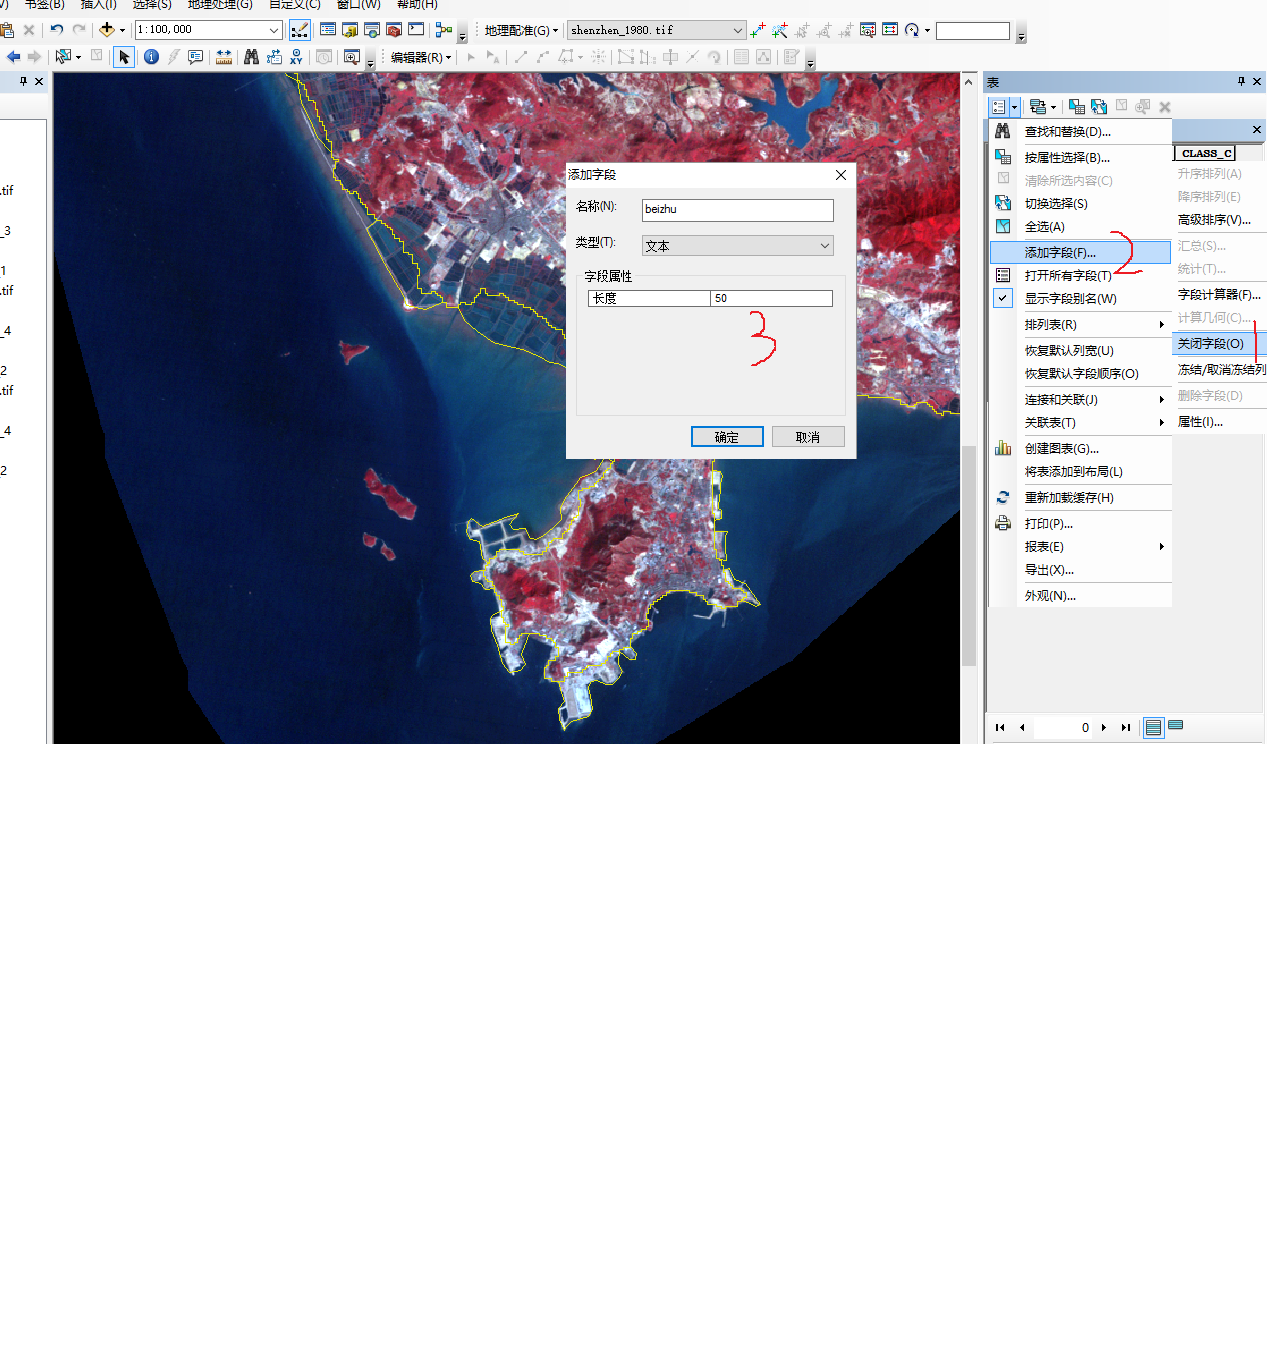 书签(B) 插入(I) 选择(S) 地理处理(G) 自定义(C) 窗口(W) 帮助(H)
1:100,000 地理配准(G) shenzhen_1980.tif
编辑器(R)
表
查找和替换(D)...
CLASS_C
按属性选择(B)...
升序排列(A)
清除所选内容(C)
降序排列(E)
切换选择(S)
高级排序(V)...
全选(A)
汇总(S)...
添加字段(F)...
2
统计(T)...
打开所有字段(T)
字段计算器(F)...
显示字段别名(W)
计算几何(C)...
排列表(R)
关闭字段(O)
1
恢复默认列宽(U)
冻结/取消冻结列
恢复默认字段顺序(O)
删除字段(D)
连接和关联(J)
属性(I)...
关联表(T)
创建图表(G)...
将表添加到布局(L)
重新加载缓存(H)
打印(P)...
报表(E)
导出(X)...
外观(N)...
0
添加字段
名称(N): beizhu
类型(T): 文本
字段属性
长度 50
3
确定 取消
.tif
_3
_1
.tif
_4
2
.tif
_4
2